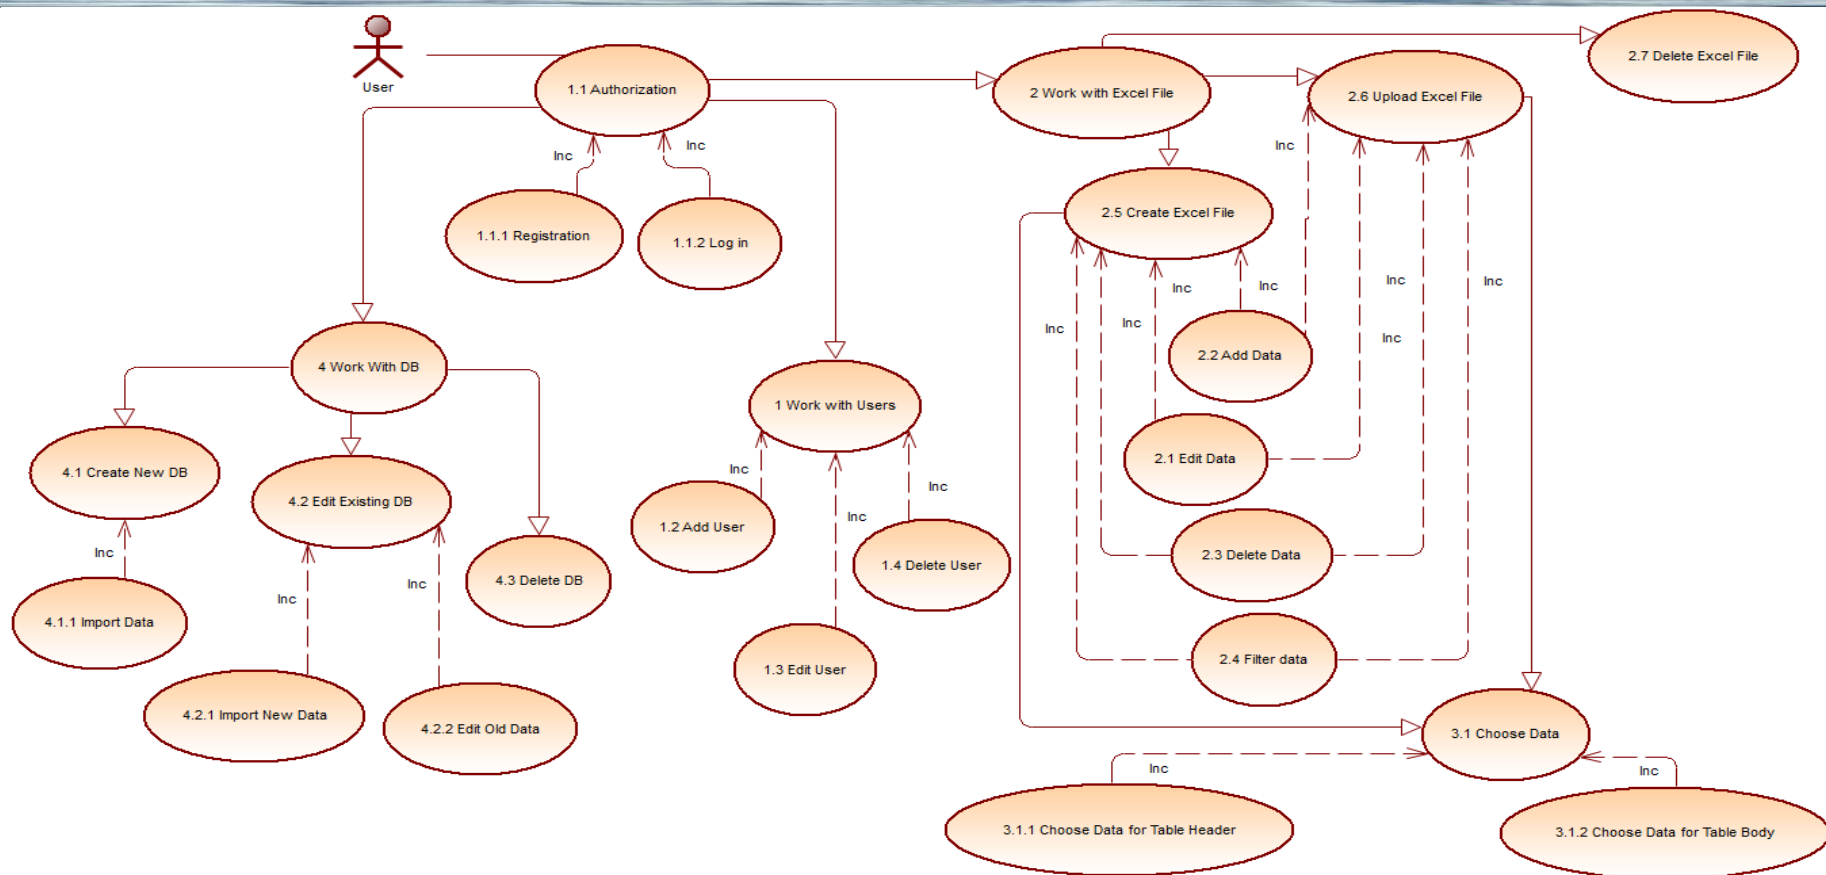 User
1.1 Authorization
2 Work with Excel File
2.6 Upload Excel File
2.7 Delete Excel File
Inc
Inc
Inc
1.1.1 Registration
1.1.2 Log in
2.5 Create Excel File
Inc
Inc
Inc
Inc
Inc
Inc
Inc
2.2 Add Data
4 Work With DB
1 Work with Users
2.1 Edit Data
4.1 Create New DB
4.2 Edit Existing DB
Inc
Inc
Inc
1.2 Add User
1.4 Delete User
2.3 Delete Data
Inc
Inc
Inc
4.3 Delete DB
4.1.1 Import Data
1.3 Edit User
2.4 Filter data
4.2.1 Import New Data
4.2.2 Edit Old Data
3.1 Choose Data
Inc
Inc
3.1.1 Choose Data for Table Header
3.1.2 Choose Data for Table Body